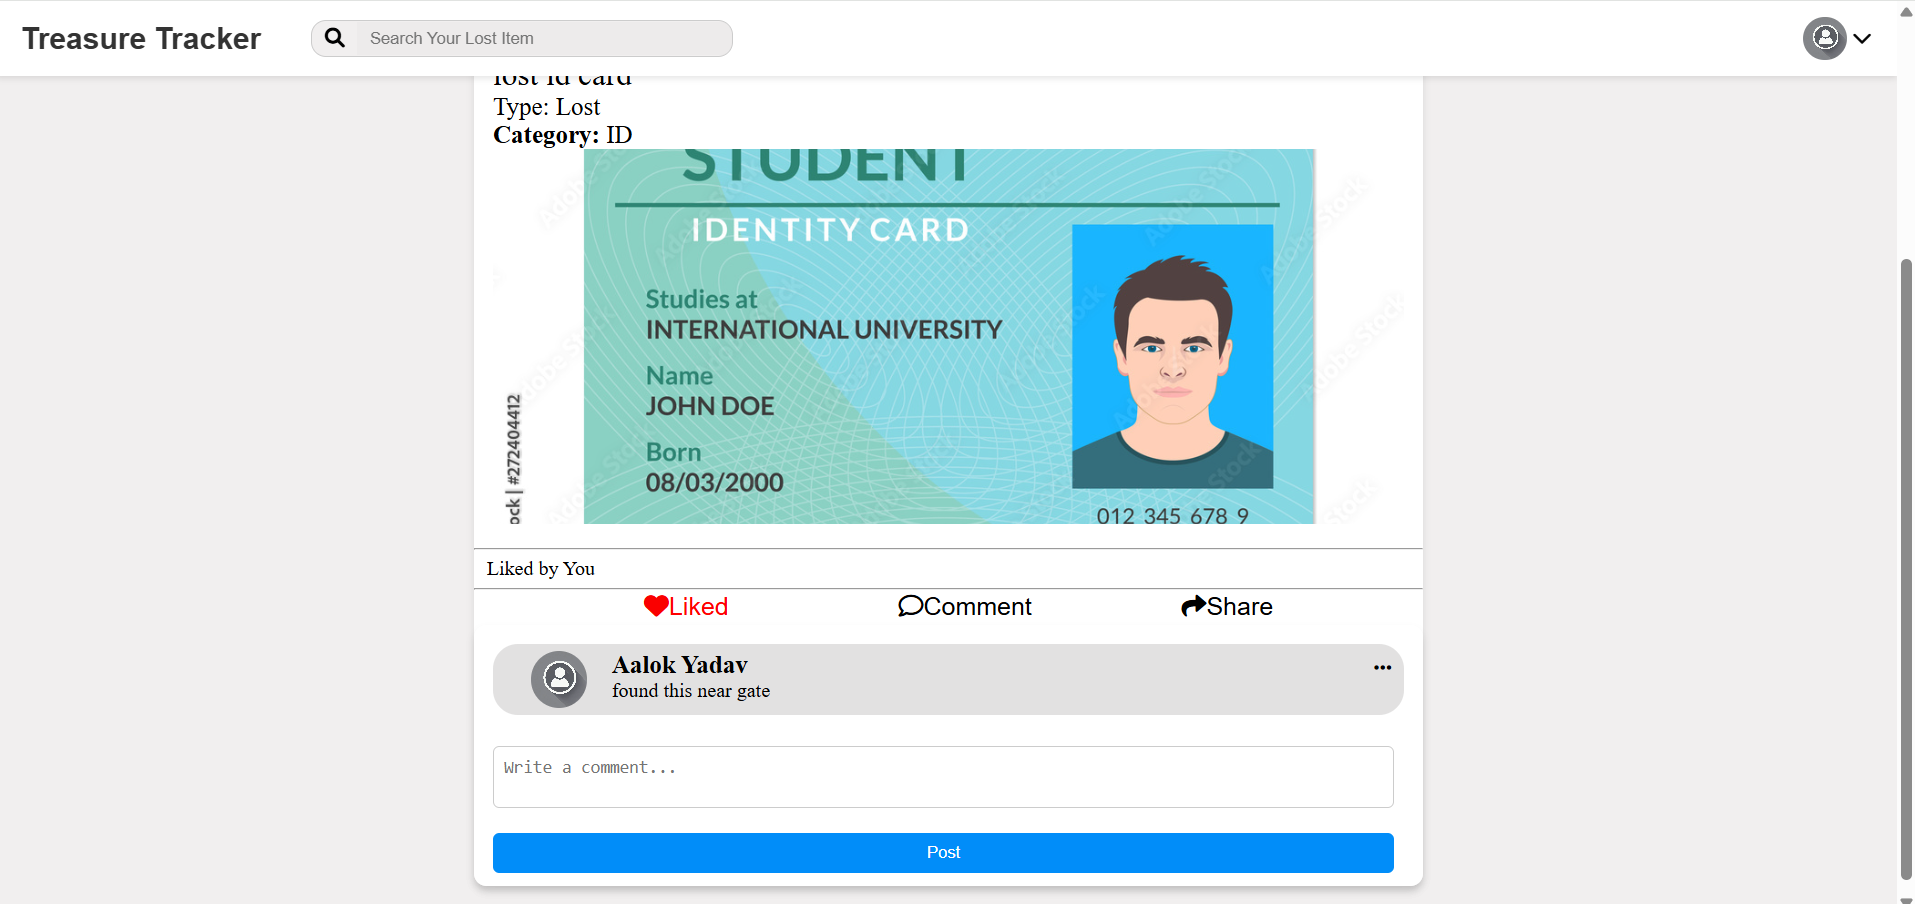 Treasure Tracker
Search Your Lost Item
lost id card
Type: Lost
Category: ID
STUDENT
IDENTITY CARD
Studies at
INTERNATIONAL UNIVERSITY
Name
JOHN DOE
Born
08/03/2000
012 345 678 9
ock | #272404412
Adobe Stock
Liked by You
Liked
Comment
Share
Aalok Yadav
found this near gate
Write a comment...
Post